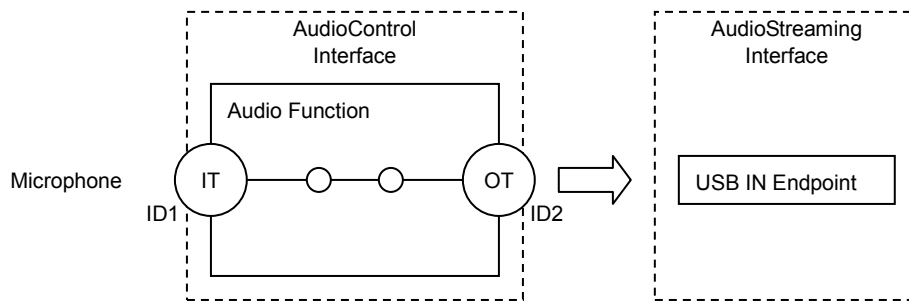 AudioControl
Interface
AudioStreaming
Interface
Audio Function
Microphone
IT
OT
USB IN Endpoint
ID1
ID2